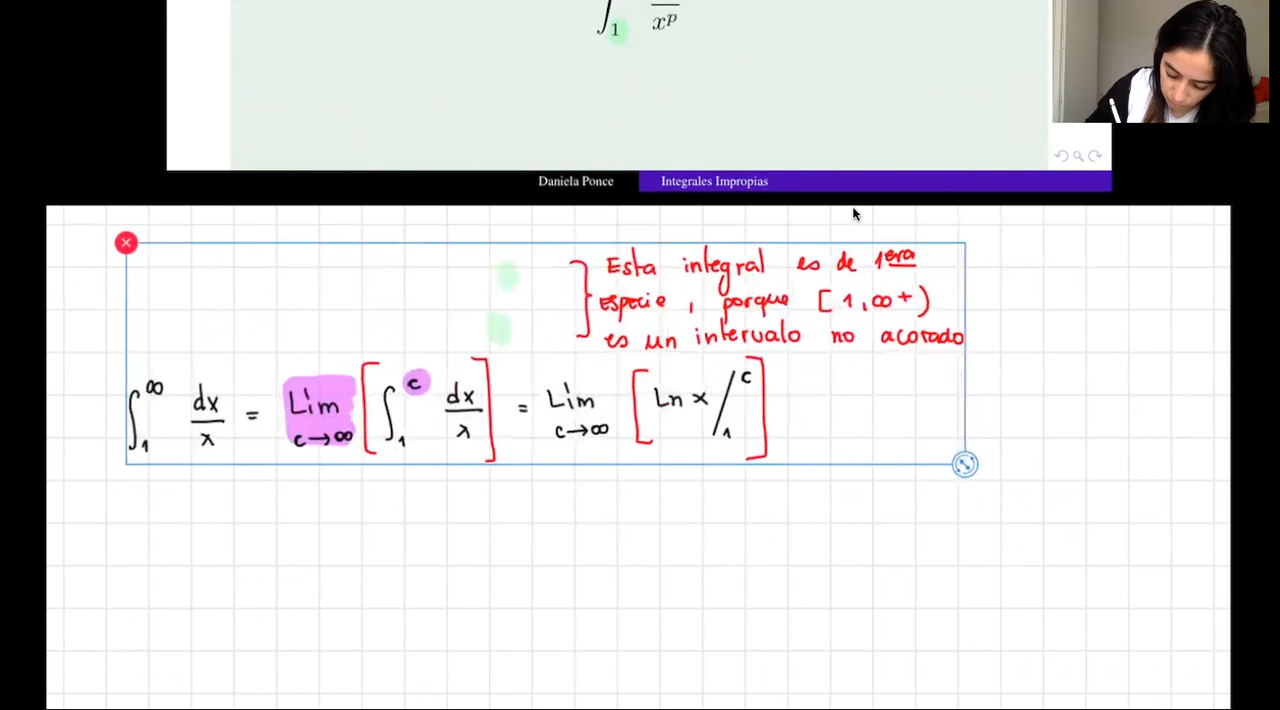 ∫₁ x^p
Daniela Ponce Integrales Impropias
Esta integral es de 1era
especie, porque [1,∞+)
es un intervalo no acotado
∫₁^∞ dx/x = Lim c→∞ [∫₁^c dx/x] = Lim c→∞ [Ln x /₁^c]